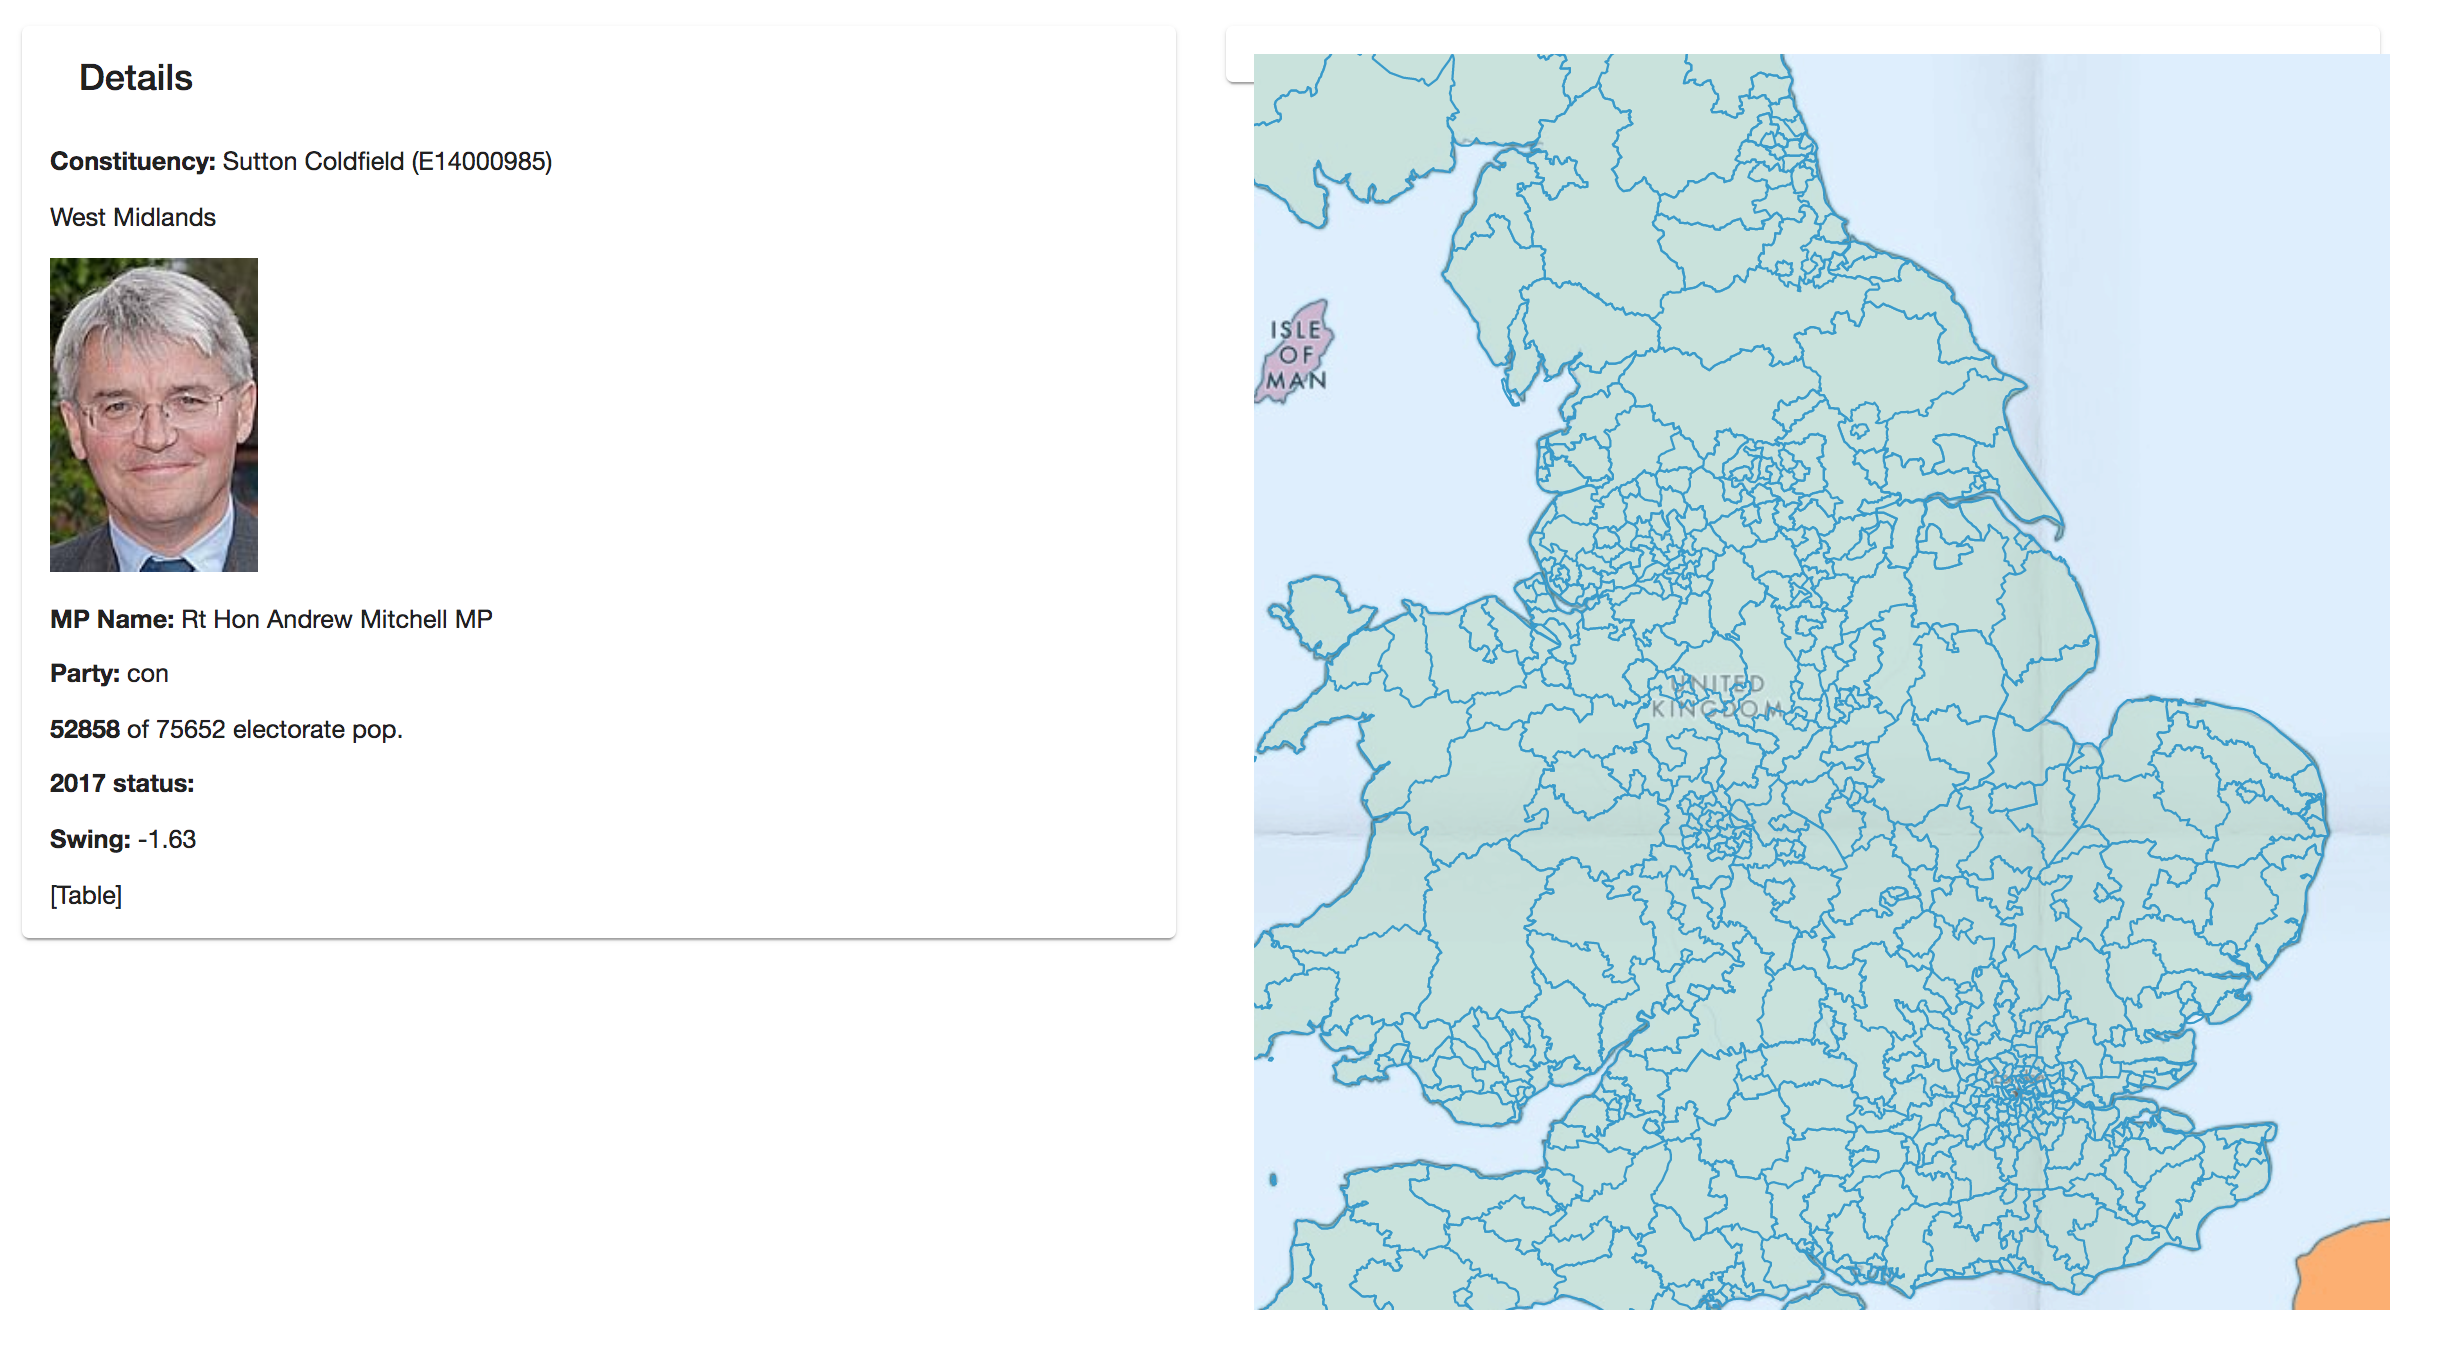 Details
Constituency: Sutton Coldfield (E14000985)
West Midlands
MP Name: Rt Hon Andrew Mitchell MP
Party: con
52858 of 75652 electorate pop.
2017 status:
Swing: -1.63
[Table]
ISLE
OF
MAN
UNITED
KINGDOM